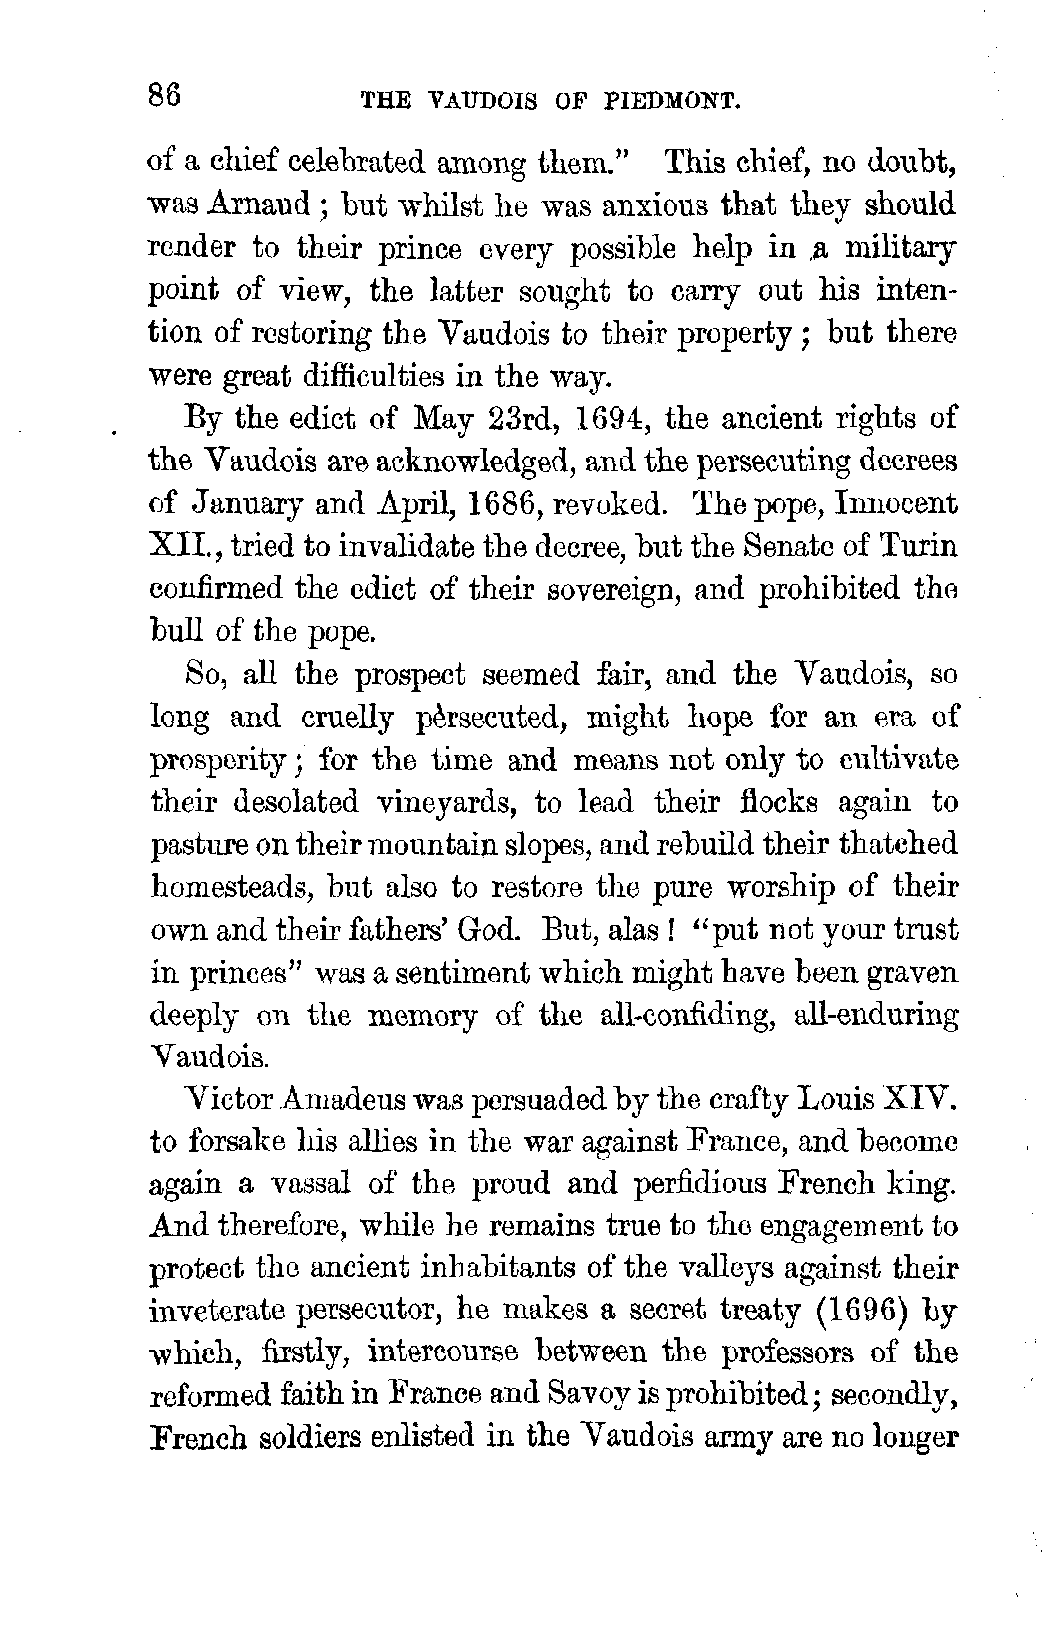 86 THE VAUDOIS OF PIEDMONT.
of a chief celebrated among them." This chief, no doubt,
was Arnaud ; but whilst he was anxious that they should
render to their prince every possible help in a military
point of view, the latter sought to carry out his inten-
tion of restoring the Vaudois to their property ; but there
were great difficulties in the way.
By the edict of May 23rd, 1694, the ancient rights of
the Vaudois are acknowledged, and the persecuting decrees
of January and April, 1686, revoked. The pope, Innocent
XII., tried to invalidate the decree, but the Senate of Turin
confirmed the edict of their sovereign, and prohibited the
bull of the pope.
So, all the prospect seemed fair, and the Vaudois, so
long and cruelly persecuted, might hope for an era of
prosperity ; for the time and means not only to cultivate
their desolated vineyards, to lead their flocks again to
pasture on their mountain slopes, and rebuild their thatched
homesteads, but also to restore the pure worship of their
own and their fathers' God. But, alas ! "put not your trust
in princes" was a sentiment which might have been graven
deeply on the memory of the all-confiding, all-enduring
Vaudois.
Victor Amadeus was persuaded by the crafty Louis XIV.
to forsake his allies in the war against France, and become
again a vassal of the proud and perfidious French king.
And therefore, while he remains true to the engagement to
protect the ancient inhabitants of the valleys against their
inveterate persecutor, he makes a secret treaty (1696) by
which, firstly, intercourse between the professors of the
reformed faith in France and Savoy is prohibited; secondly,
French soldiers enlisted in the Vaudois army are no longer